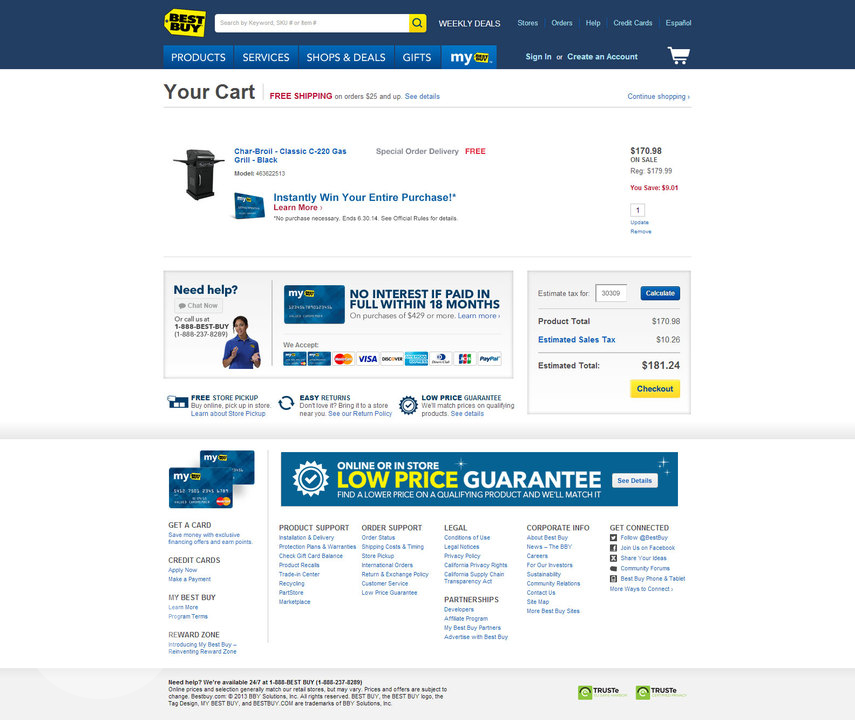 BEST BUY
Search by Keyword, SKU # or Item #
WEEKLY DEALS
Stores
Orders
Help
Credit Cards
Español
PRODUCTS
SERVICES
SHOPS & DEALS
GIFTS
my BEST BUY
Sign In or Create an Account
Your Cart
FREE SHIPPING on orders $25 and up. See details
Continue shopping ›
Char-Broil - Classic C-220 Gas
Grill - Black
Model: 463622513
Special Order Delivery FREE
$170.98
ON SALE
Reg: $179.99
You Save: $9.01
1
Update
Remove
Instantly Win Your Entire Purchase!*
Learn More ›
*No purchase necessary. Ends 6.30.14. See Official Rules for details.
Need help?
Chat Now
Or call us at
1-888-BEST-BUY
(1-888-237-8289)
my BEST BUY
NO INTEREST IF PAID IN
FULL WITHIN 18 MONTHS
On purchases of $429 or more. Learn more ›
We Accept:
MasterCard VISA DISCOVER Diners Club JCB PayPal
Estimate tax for: 30309 Calculate
Product Total $170.98
Estimated Sales Tax $10.26
Estimated Total: $181.24
Checkout
FREE STORE PICKUP
Buy online, pick up in store.
Learn about Store Pickup
EASY RETURNS
Don't love it? Bring it to a store
near you. See our Return Policy
LOW PRICE GUARANTEE
We'll match prices on qualifying
products. See details
my BEST BUY
my BEST BUY
MasterCard
ONLINE OR IN STORE
LOW PRICE GUARANTEE
FIND A LOWER PRICE ON A QUALIFYING PRODUCT AND WE'LL MATCH IT
See Details
GET A CARD
Save money with exclusive
financing offers and earn points.
CREDIT CARDS
Apply Now
Make a Payment
MY BEST BUY
Learn More
Program Terms
REWARD ZONE
Introducing My Best Buy –
Reinventing Reward Zone
PRODUCT SUPPORT
Installation & Delivery
Protection Plans & Warranties
Check Gift Card Balance
Product Recalls
Trade-in Center
Recycling
PartStore
Marketplace
ORDER SUPPORT
Order Status
Shipping Costs & Timing
Store Pickup
International Orders
Return & Exchange Policy
Customer Service
Low Price Guarantee
LEGAL
Conditions of Use
Legal Notices
Privacy Policy
California Privacy Rights
California Supply Chain
Transparency Act
PARTNERSHIPS
Developers
Affiliate Program
My Best Buy Partners
Advertise with Best Buy
CORPORATE INFO
About Best Buy
News – The BBY
Careers
For Our Investors
Sustainability
Community Relations
Contact Us
Site Map
More Best Buy Sites
GET CONNECTED
Follow @BestBuy
Join Us on Facebook
Share Your Ideas
Community Forums
Best Buy Phone & Tablet
More Ways to Connect ›
Need help? We're available 24/7 at 1-888-BEST BUY (1-888-237-8289)
Online prices and selection generally match our retail stores, but may vary. Prices and offers are subject to
change. Bestbuy.com: © 2013 BBY Solutions, Inc. All rights reserved. BEST BUY, the BEST BUY logo, the
Tag Design, MY BEST BUY, and BESTBUY.COM are trademarks of BBY Solutions, Inc.
TRUSTe
TRUSTe